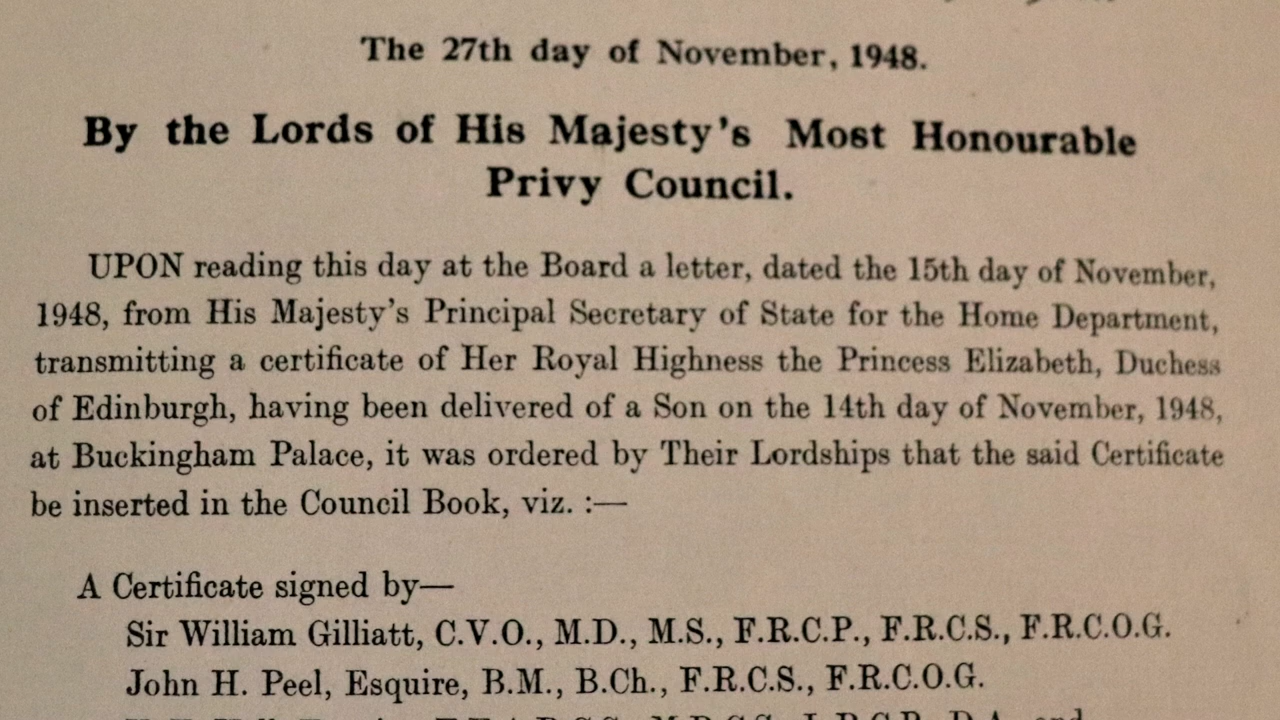 The 27th day of November, 1948.
By the Lords of His Majesty's Most Honourable
Privy Council.
UPON reading this day at the Board a letter, dated the 15th day of November,
1948, from His Majesty's Principal Secretary of State for the Home Department,
transmitting a certificate of Her Royal Highness the Princess Elizabeth, Duchess
of Edinburgh, having been delivered of a Son on the 14th day of November, 1948,
at Buckingham Palace, it was ordered by Their Lordships that the said Certificate
be inserted in the Council Book, viz. :—
A Certificate signed by—
Sir William Gilliatt, C.V.O., M.D., M.S., F.R.C.P., F.R.C.S., F.R.C.O.G.
John H. Peel, Esquire, B.M., B.Ch., F.R.C.S., F.R.C.O.G.